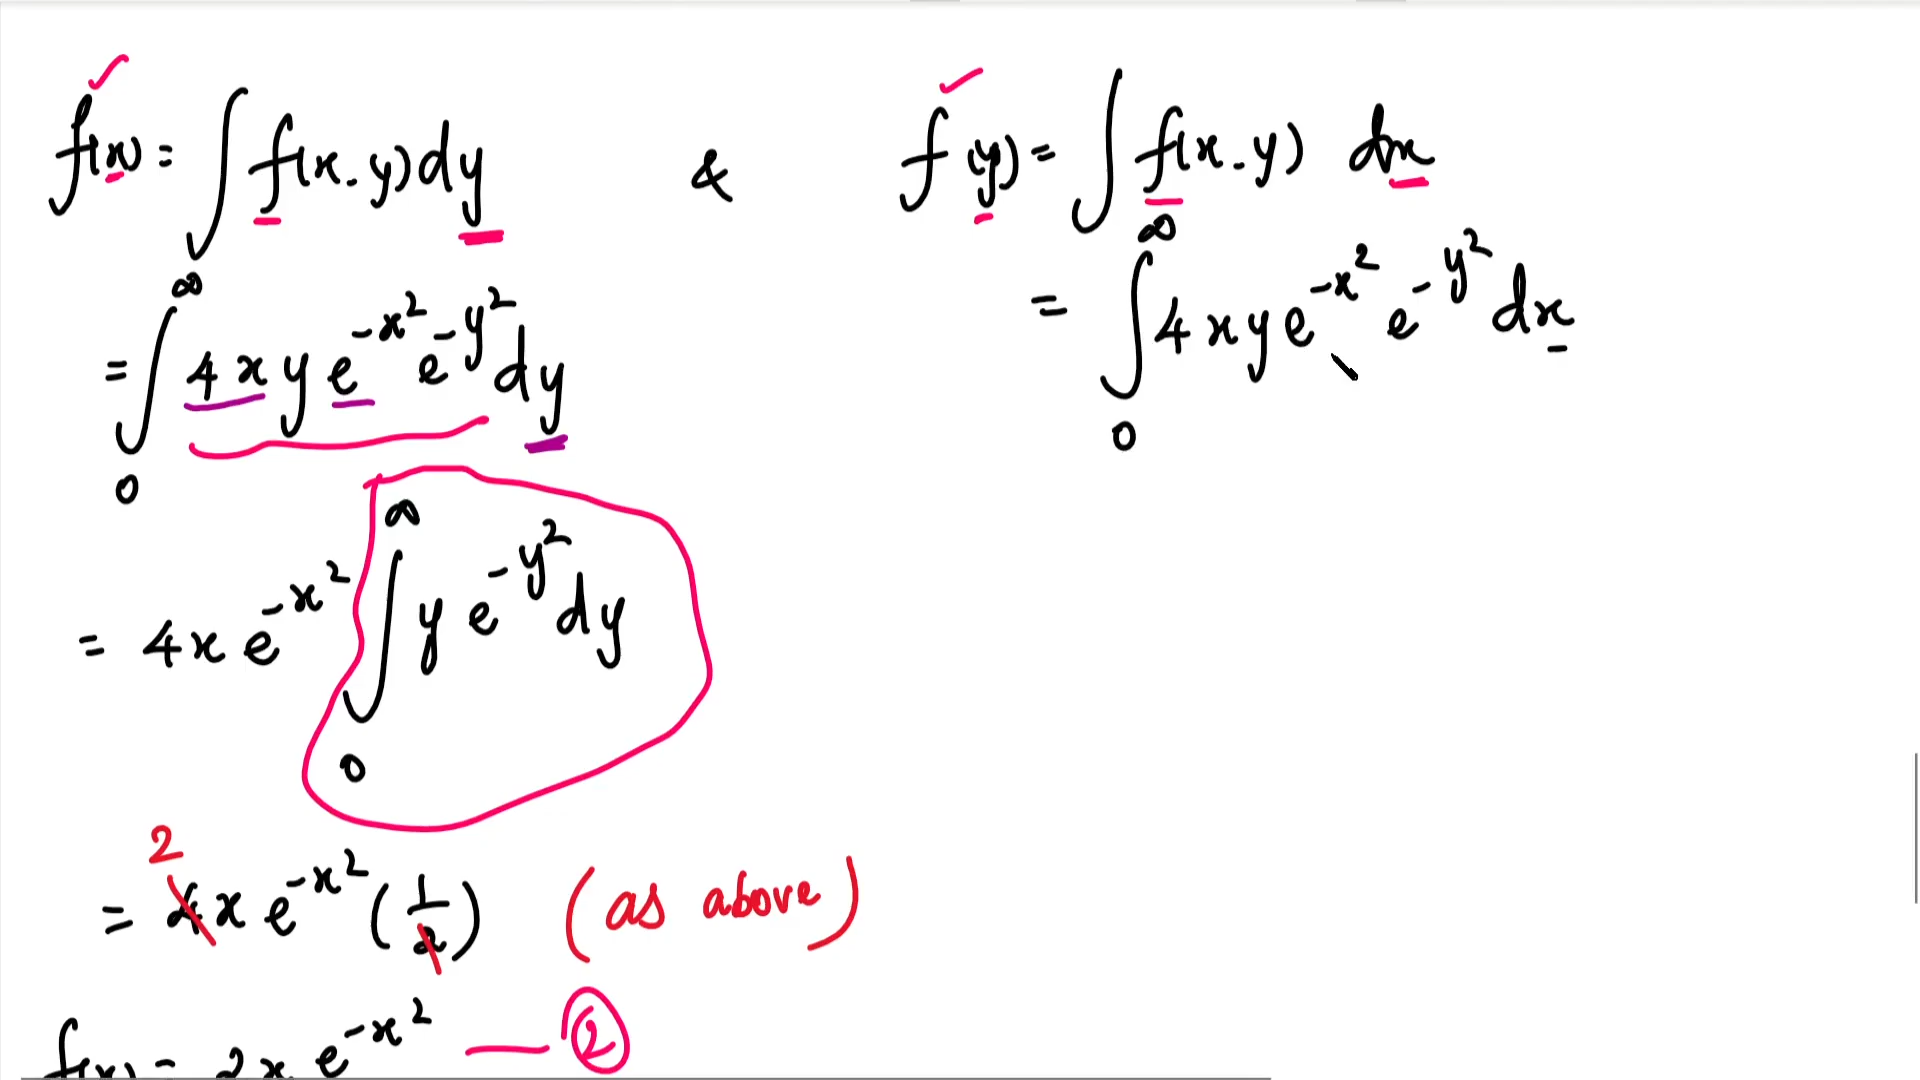 f(x) = ∫ f(x.y) dy & f(y) = ∫ f(x.y) dx
= ∫₀^∞ 4xy e^{-x²} e^{-y²} dy
= 4x e^{-x²} ∫₀^∞ y e^{-y²} dy
= 4x e^{-x²} (1/2) (as above)
2
f(x) = 2x e^{-x²} — ②
= ∫₀^∞ 4xy e^{-x²} e^{-y²} dx